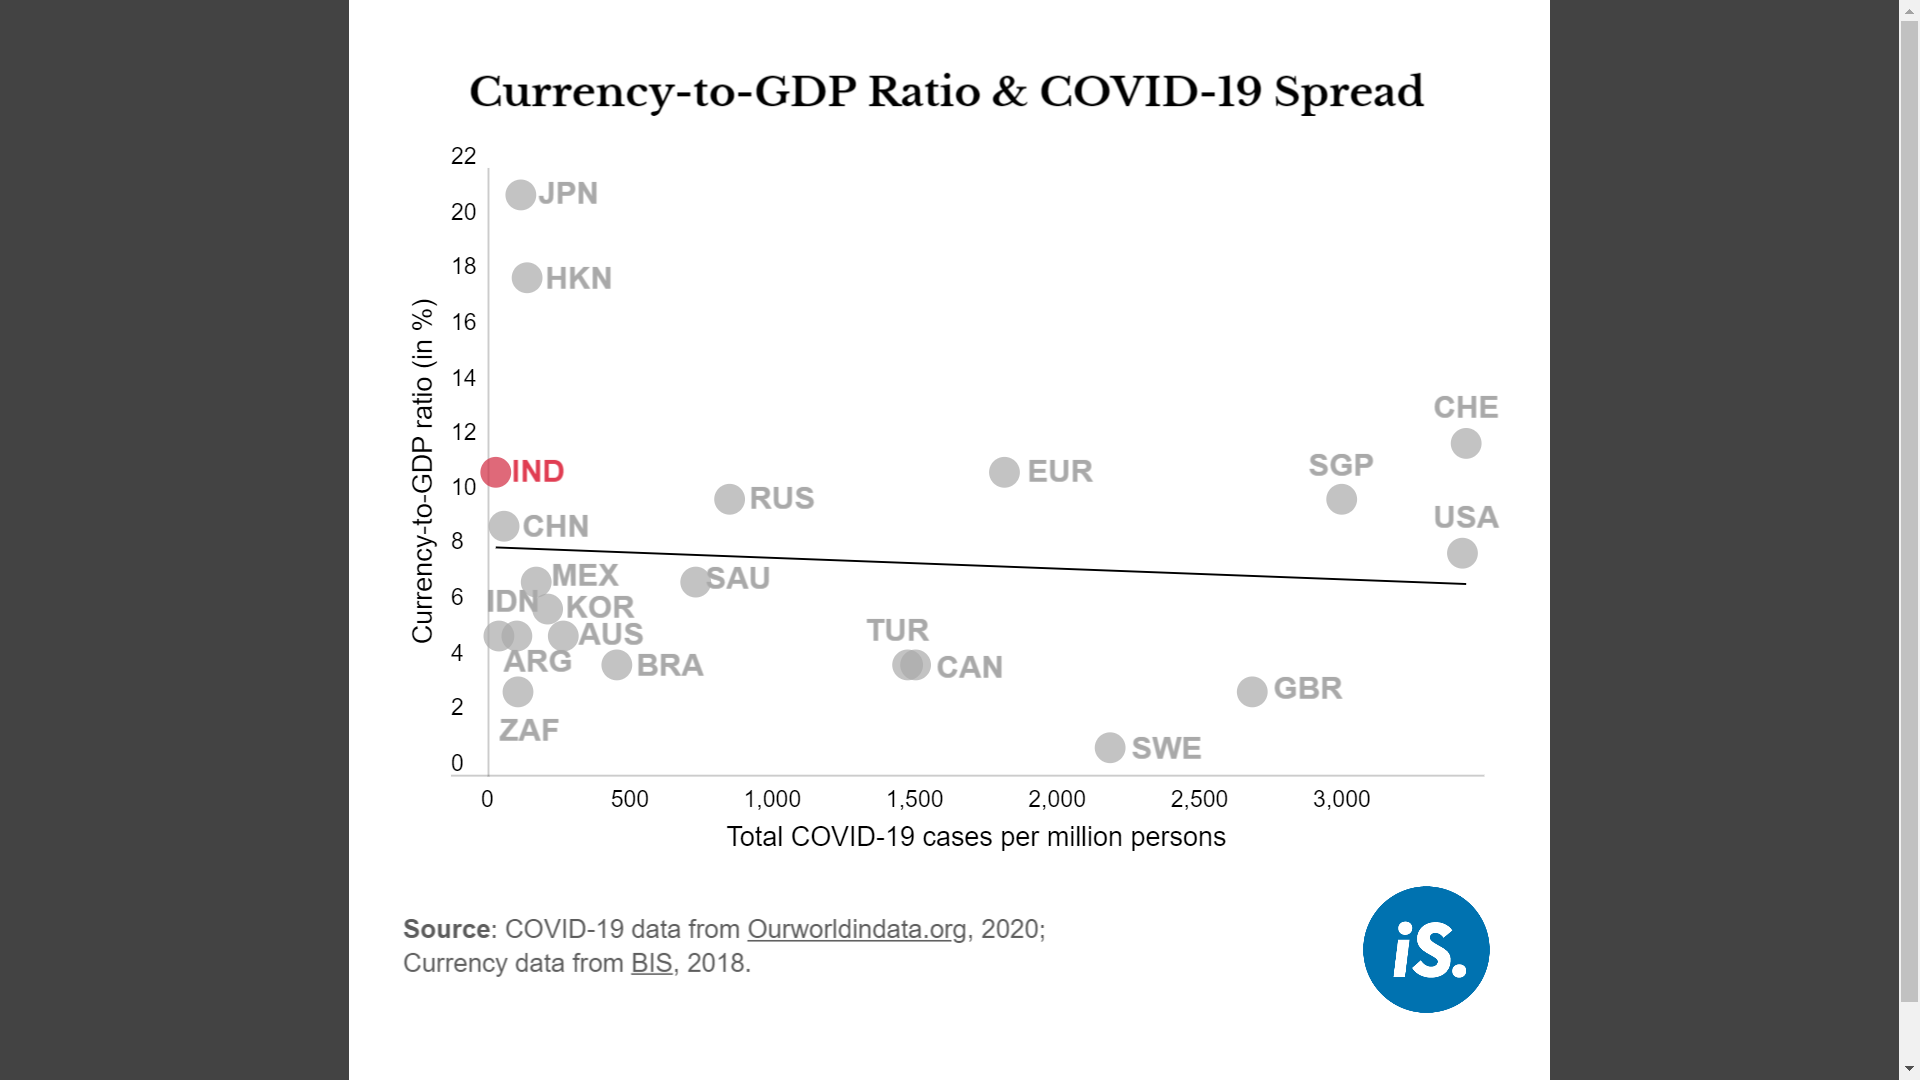 Currency-to-GDP Ratio & COVID-19 Spread
22
20
18
16
14
12
10
8
6
4
2
0
Currency-to-GDP ratio (in %)
JPN
HKN
CHE
IND
EUR
SGP
RUS
USA
CHN
MEX
SAU
IDN
KOR
TUR
AUS
ARG
BRA
CAN
GBR
ZAF
SWE
0 500 1,000 1,500 2,000 2,500 3,000
Total COVID-19 cases per million persons
Source: COVID-19 data from Ourworldindata.org, 2020;
Currency data from BIS, 2018.
iS.